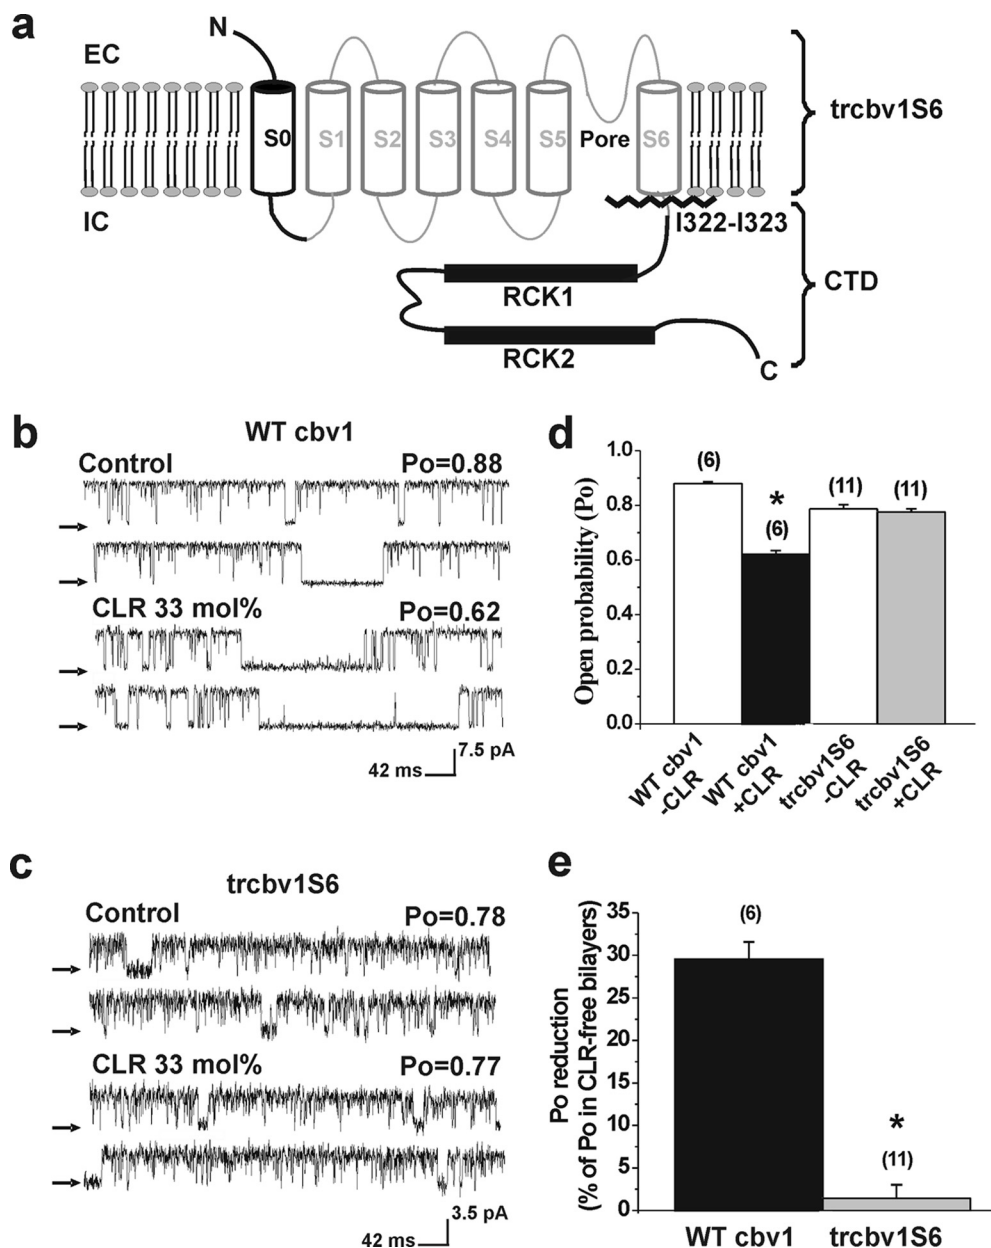 a
N
EC
S0 S1 S2 S3 S4 S5 Pore S6
trcbv1S6
IC
I322-I323
RCK1
CTD
RCK2
C
b
WT cbv1
Control Po=0.88
CLR 33 mol% Po=0.62
7.5 pA
42 ms
c
trcbv1S6
Control Po=0.78
CLR 33 mol% Po=0.77
3.5 pA
42 ms
d
Open probability (Po)
1.0
0.8
0.6
0.4
0.2
0.0
(6)
*
(6)
(11)
(11)
WT cbv1
-CLR
WT cbv1
+CLR
trcbv1S6
-CLR
trcbv1S6
+CLR
e
Po reduction
(% of Po in CLR-free bilayers)
35
30
25
20
15
10
5
0
(6)
*
(11)
WT cbv1 trcbv1S6